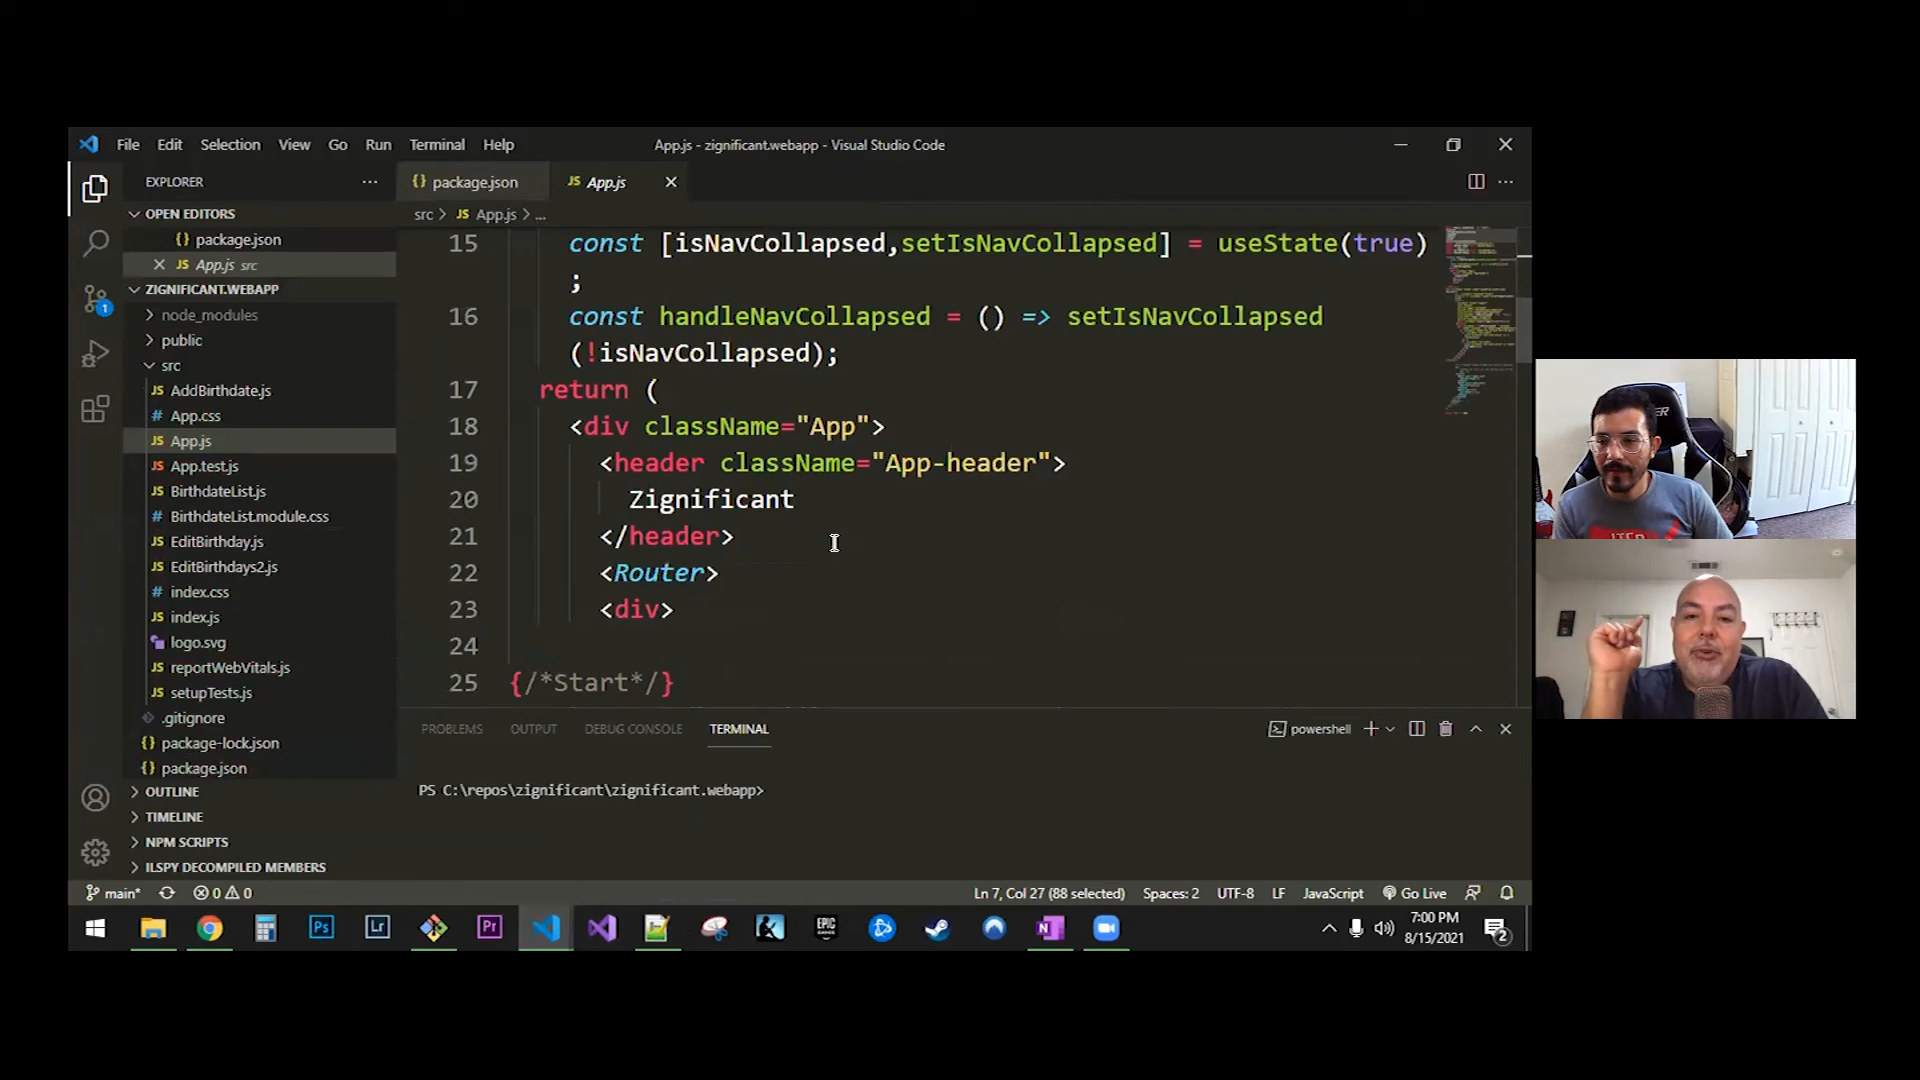 File Edit Selection View Go Run Terminal Help
App.js - zignificant.webapp - Visual Studio Code
EXPLORER
OPEN EDITORS
package.json
App.js src
ZIGNIFICANT.WEBAPP
node_modules
public
src
AddBirthdate.js
App.css
App.js
App.test.js
BirthdateList.js
BirthdateList.module.css
EditBirthday.js
EditBirthdays2.js
index.css
index.js
logo.svg
reportWebVitals.js
setupTests.js
.gitignore
package-lock.json
package.json
OUTLINE
TIMELINE
NPM SCRIPTS
ILSPY DECOMPILED MEMBERS
package.json
App.js
src > JS App.js > ...
15 const [isNavCollapsed,setIsNavCollapsed] = useState(true)
;
16 const handleNavCollapsed = () => setIsNavCollapsed
(!isNavCollapsed);
17 return (
18 <div className="App">
19 <header className="App-header">
20 Zignificant
21 </header>
22 <Router>
23 <div>
24
25 {/*Start*/}
PROBLEMS OUTPUT DEBUG CONSOLE TERMINAL
powershell
PS C:\repos\zignificant\zignificant.webapp>
main* 0 0
Ln 7, Col 27 (88 selected) Spaces: 2 UTF-8 LF JavaScript Go Live
7:00 PM
8/15/2021